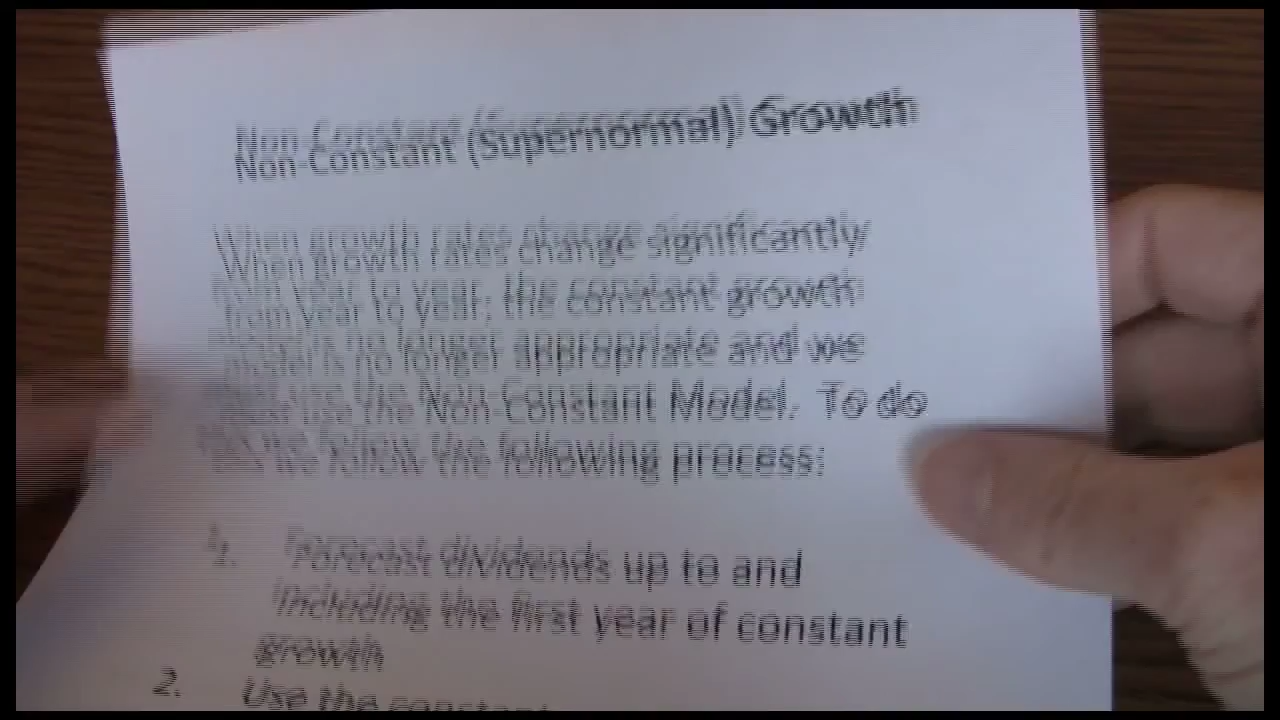 Non-Constant (Supernormal) Growth
When growth rates change significantly
from year to year, the constant growth
model is no longer appropriate and we
must use the Non-Constant Model. To do
this we follow the following process:
1. Forecast dividends up to and
including the first year of constant
growth
2. Use the constant